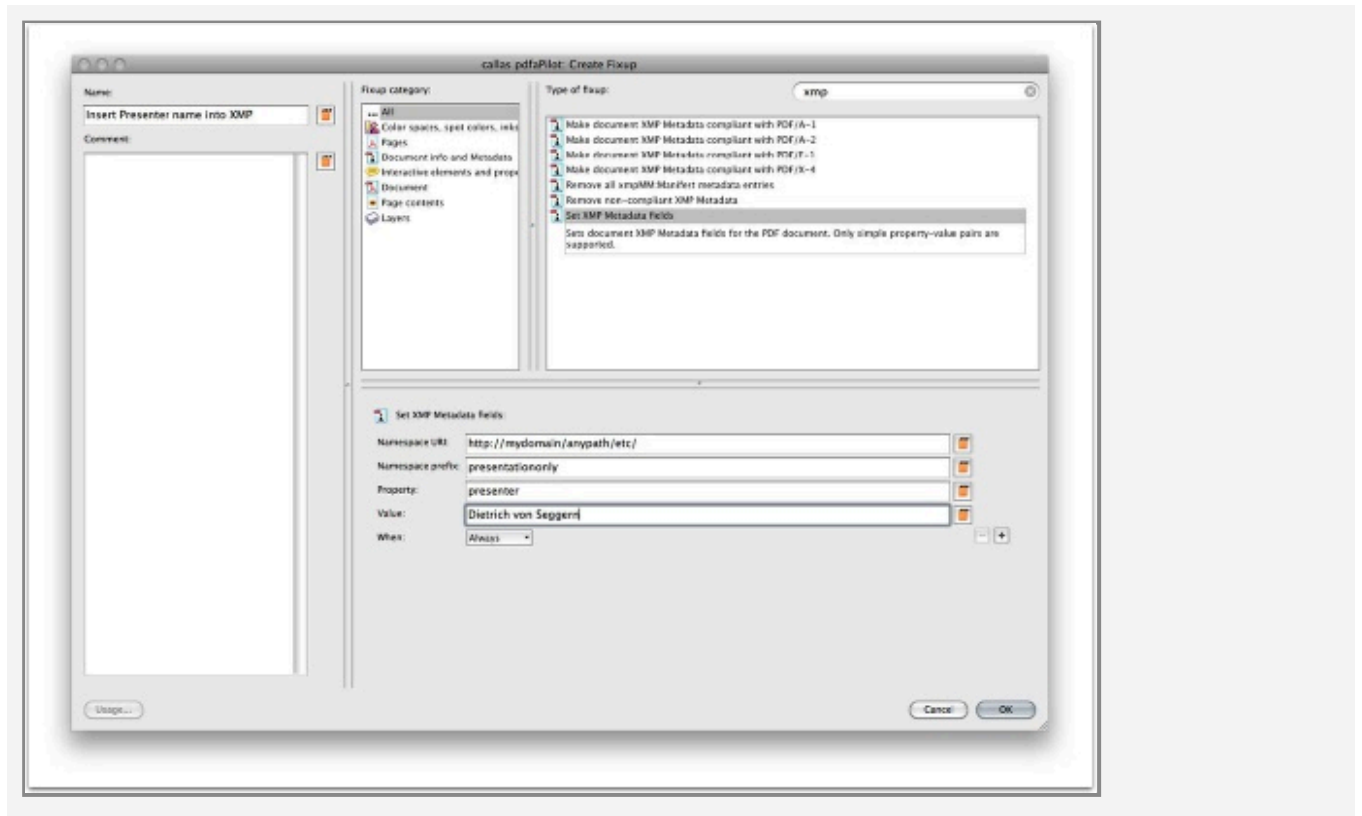 callas pdfaPilot: Create Fixup
Name:
Insert Presenter name into XMP
Comment:
Fixup category:
... All
Color spaces, spot colors, inks
Pages
Document info and Metadata
Interactive elements and prope
Document
Page contents
Layers
Type of fixup:
xmp
Make document XMP Metadata compliant with PDF/A-1
Make document XMP Metadata compliant with PDF/A-2
Make document XMP Metadata compliant with
Make document XMP Metadata compliant with PDF/X-4
Remove all xmpMM:Manifert metadata entries
Remove non-compliant XMP Metadata
Set XMP Metadata fields
Sets document XMP Metadata fields for the PDF document. Only simple property-value pairs are
supported.
Set XMP Metadata fields
Namespace URI:
http://mydomain/anypath/etc/
Namespace prefix:
presentationonly
Property:
presenter
Value:
Dietrich von Seggern
When:
Always
- +
Usage...
Cancel
OK